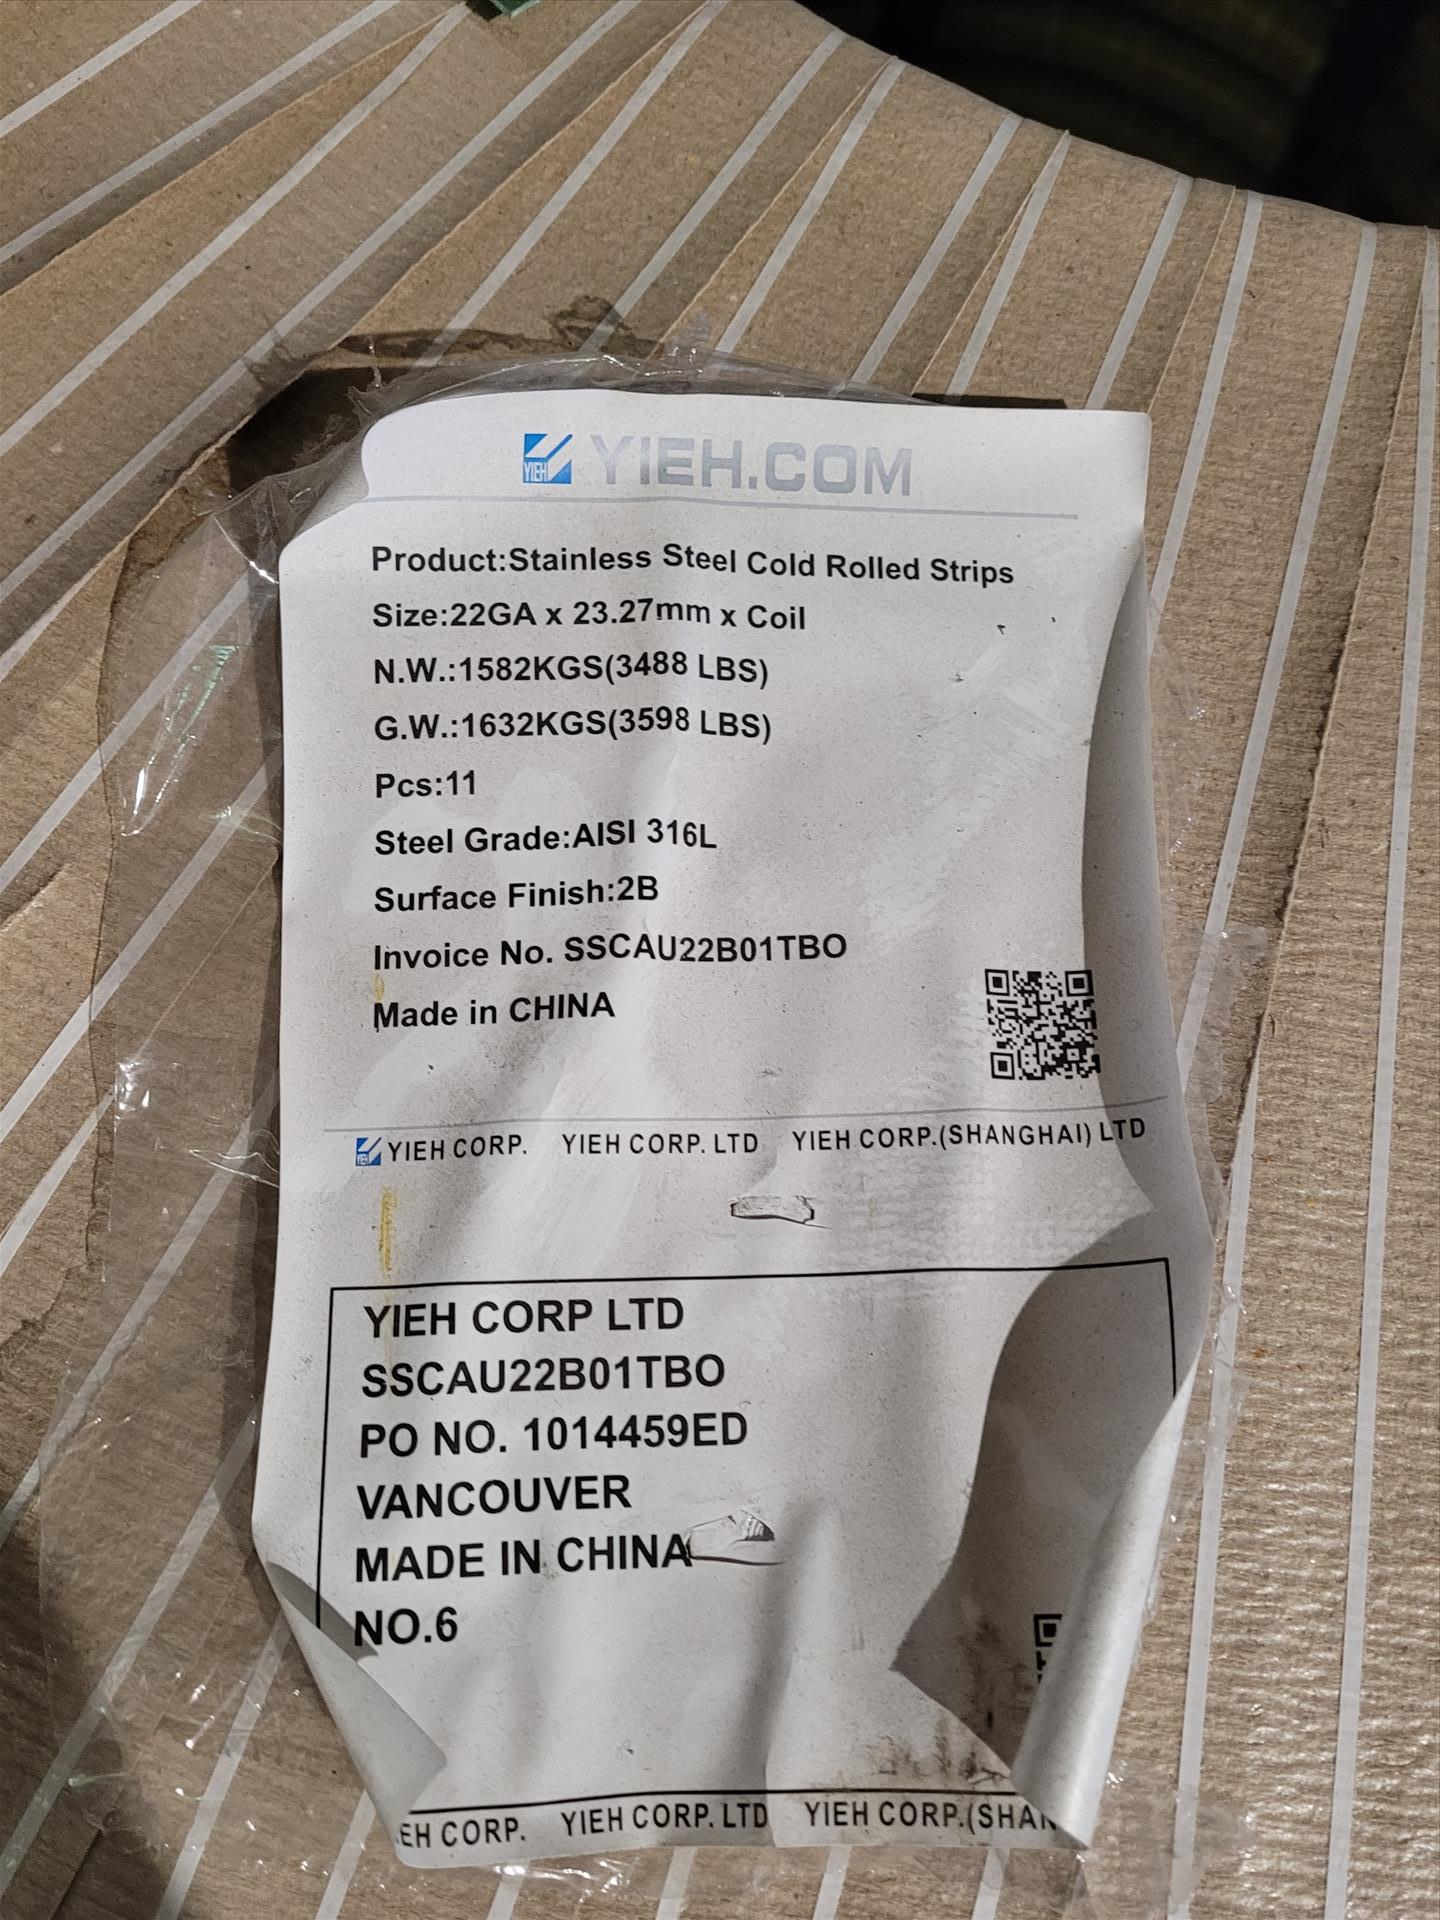 YIEH YIEH.COM
Product:Stainless Steel Cold Rolled Strips
Size:22GA x 23.27mm x Coil
N.W.:1582KGS(3488 LBS)
G.W.:1632KGS(3598 LBS)
Pcs:11
Steel Grade:AISI 316L
Surface Finish:2B
Invoice No. SSCAU22B01TBO
Made in CHINA
YIEH YIEH CORP. YIEH CORP. LTD YIEH CORP.(SHANGHAI) LTD
YIEH CORP LTD
SSCAU22B01TBO
PO NO. 1014459ED
VANCOUVER
MADE IN CHINA
NO.6
EH CORP. YIEH CORP. LTD YIEH CORP.(SHAN